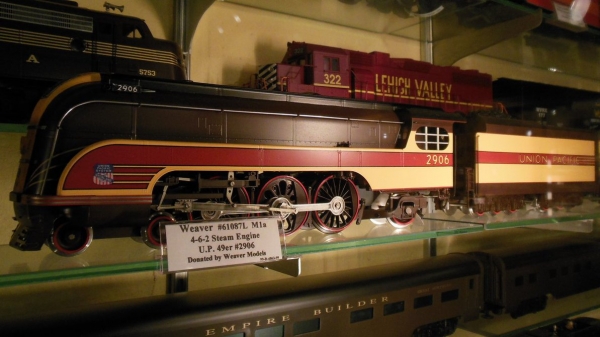 A
5753
322
LEHIGH VALLEY
2906
2906
UNION PACIFIC
Weaver #61087L M1a
4-6-2 Steam Engine
U.P. 49er #2906
Donated by Weaver Models
EMPIRE BUILDER